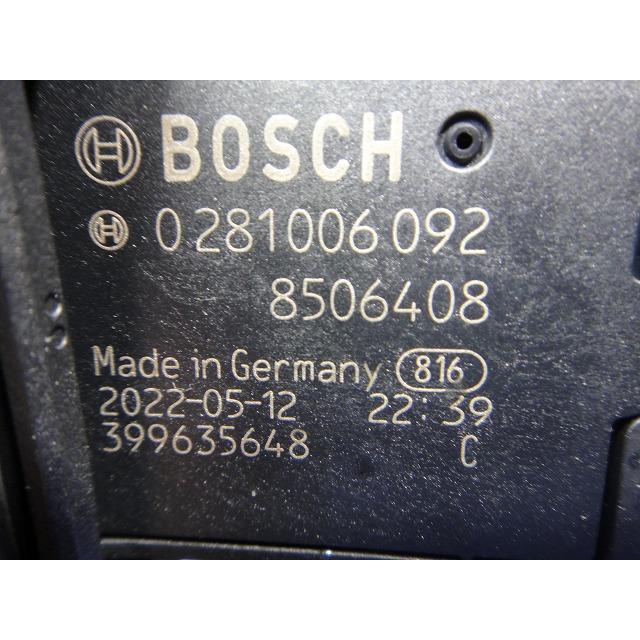 BOSCH
0 281 006 092
8506408
Made in Germany 816
2022-05-12 22:39
399635648 C